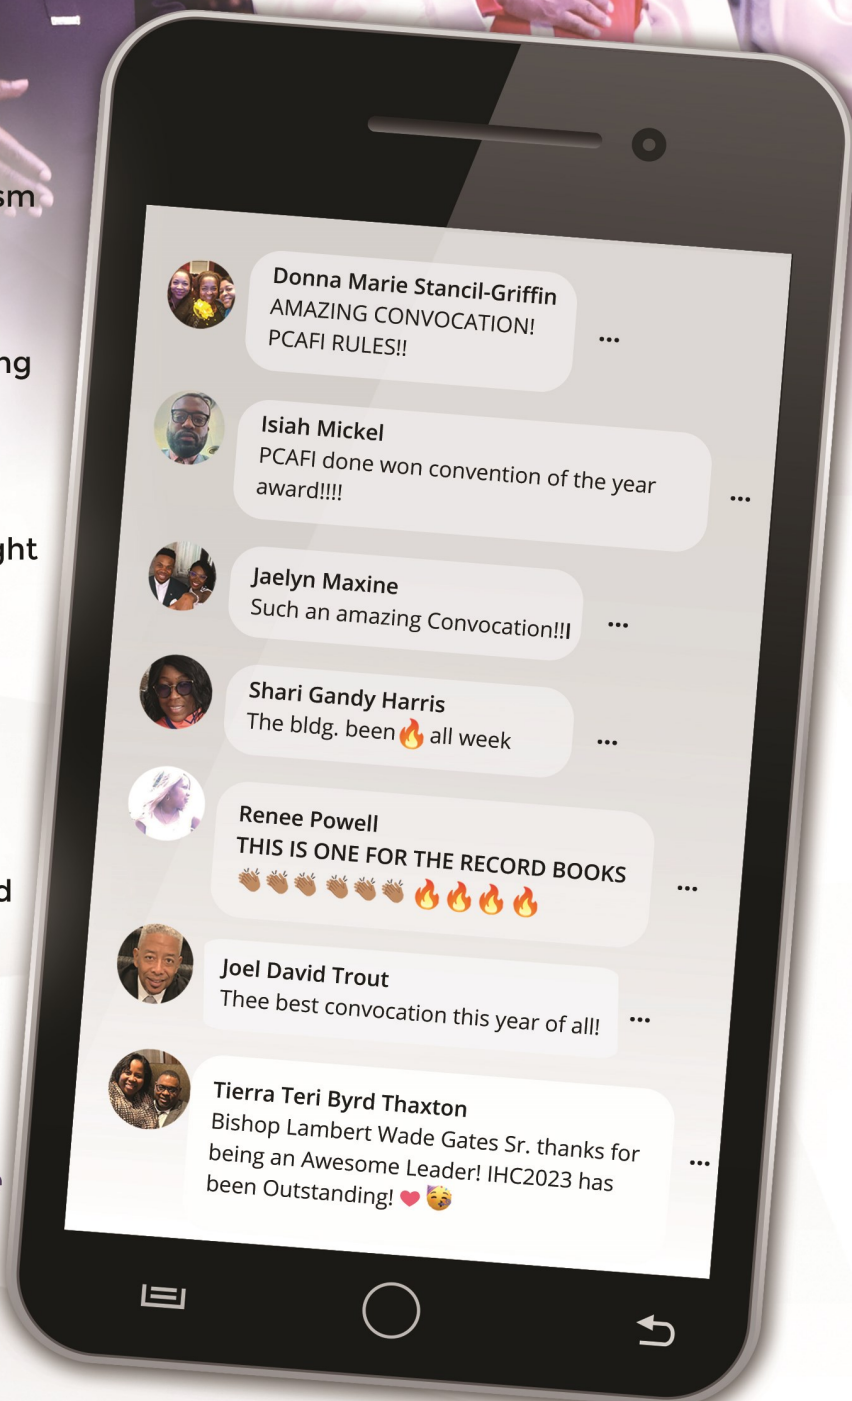 sm
ng
ght
d
Donna Marie Stancil-Griffin
AMAZING CONVOCATION!
PCAFI RULES!!
Isiah Mickel
PCAFI done won convention of the year
award!!!!
Jaelyn Maxine
Such an amazing Convocation!!!
Shari Gandy Harris
The bldg. been🔥 all week
Renee Powell
THIS IS ONE FOR THE RECORD BOOKS
👏🏽👏🏽👏🏽 👏🏽👏🏽👏🏽 🔥🔥🔥🔥
Joel David Trout
Thee best convocation this year of all!
Tierra Teri Byrd Thaxton
Bishop Lambert Wade Gates Sr. thanks for
being an Awesome Leader! IHC2023 has
been Outstanding! ❤️🥳